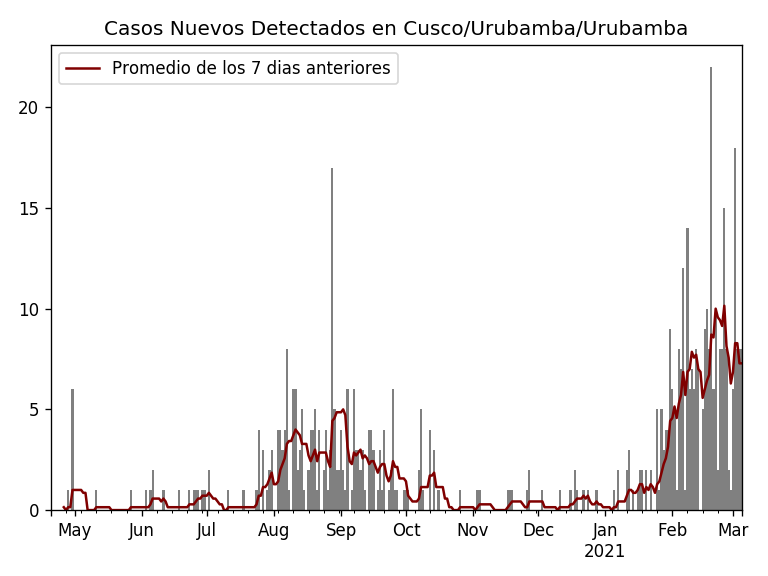 Casos Nuevos Detectados en Cusco/Urubamba/Urubamba
Promedio de los 7 dias anteriores
20
15
10
5
0
May Jun Jul Aug Sep Oct Nov Dec Jan Feb Mar
2021